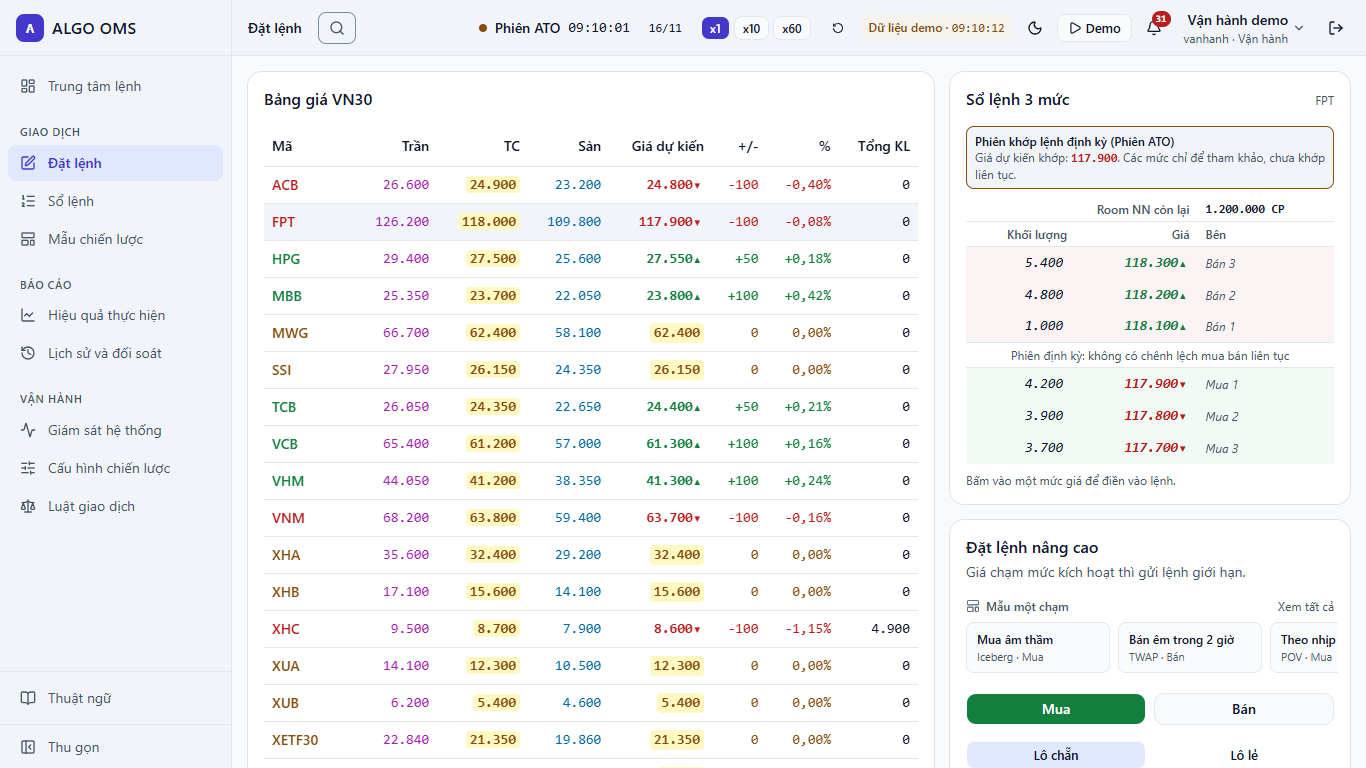 A ALGO OMS
Đặt lệnh
Phiên ATO 09:10:01 16/11 x1 x10 x60 Dữ liệu demo · 09:10:12 Demo 31 Vận hành demo
vanhanh · Vận hành
Trung tâm lệnh
GIAO DỊCH
Đặt lệnh
Sổ lệnh
Mẫu chiến lược
BÁO CÁO
Hiệu quả thực hiện
Lịch sử và đối soát
VẬN HÀNH
Giám sát hệ thống
Cấu hình chiến lược
Luật giao dịch
Thuật ngữ
Thu gọn
Bảng giá VN30
Mã Trần TC Sàn Giá dự kiến +/- % Tổng KL
ACB 26.600 24.900 23.200 24.800▼ -100 -0,40% 0
FPT 126.200 118.000 109.800 117.900▼ -100 -0,08% 0
HPG 29.400 27.500 25.600 27.550▲ +50 +0,18% 0
MBB 25.350 23.700 22.050 23.800▲ +100 +0,42% 0
MWG 66.700 62.400 58.100 62.400 0 0,00% 0
SSI 27.950 26.150 24.350 26.150 0 0,00% 0
TCB 26.050 24.350 22.650 24.400▲ +50 +0,21% 0
VCB 65.400 61.200 57.000 61.300▲ +100 +0,16% 0
VHM 44.050 41.200 38.350 41.300▲ +100 +0,24% 0
VNM 68.200 63.800 59.400 63.700▼ -100 -0,16% 0
XHA 35.600 32.400 29.200 32.400 0 0,00% 0
XHB 17.100 15.600 14.100 15.600 0 0,00% 0
XHC 9.500 8.700 7.900 8.600▼ -100 -1,15% 4.900
XUA 14.100 12.300 10.500 12.300 0 0,00% 0
XUB 6.200 5.400 4.600 5.400 0 0,00% 0
XETF30 22.840 21.350 19.860 21.350 0 0,00% 0
Sổ lệnh 3 mức FPT
Phiên khớp lệnh định kỳ (Phiên ATO)
Giá dự kiến khớp: 117.900. Các mức chỉ để tham khảo, chưa khớp
liên tục.
Room NN còn lại 1.200.000 CP
Khối lượng Giá Bên
5.400 118.300▲ Bán 3
4.800 118.200▲ Bán 2
1.000 118.100▲ Bán 1
Phiên định kỳ: không có chênh lệch mua bán liên tục
4.200 117.900▼ Mua 1
3.900 117.800▼ Mua 2
3.700 117.700▼ Mua 3
Bấm vào một mức giá để điền vào lệnh.
Đặt lệnh nâng cao
Giá chạm mức kích hoạt thì gửi lệnh giới hạn.
Mẫu một chạm Xem tất cả
Mua âm thầm
Iceberg · Mua
Bán êm trong 2 giờ
TWAP · Bán
Theo nhịp
POV · Mua
Mua Bán
Lô chẵn Lô lẻ